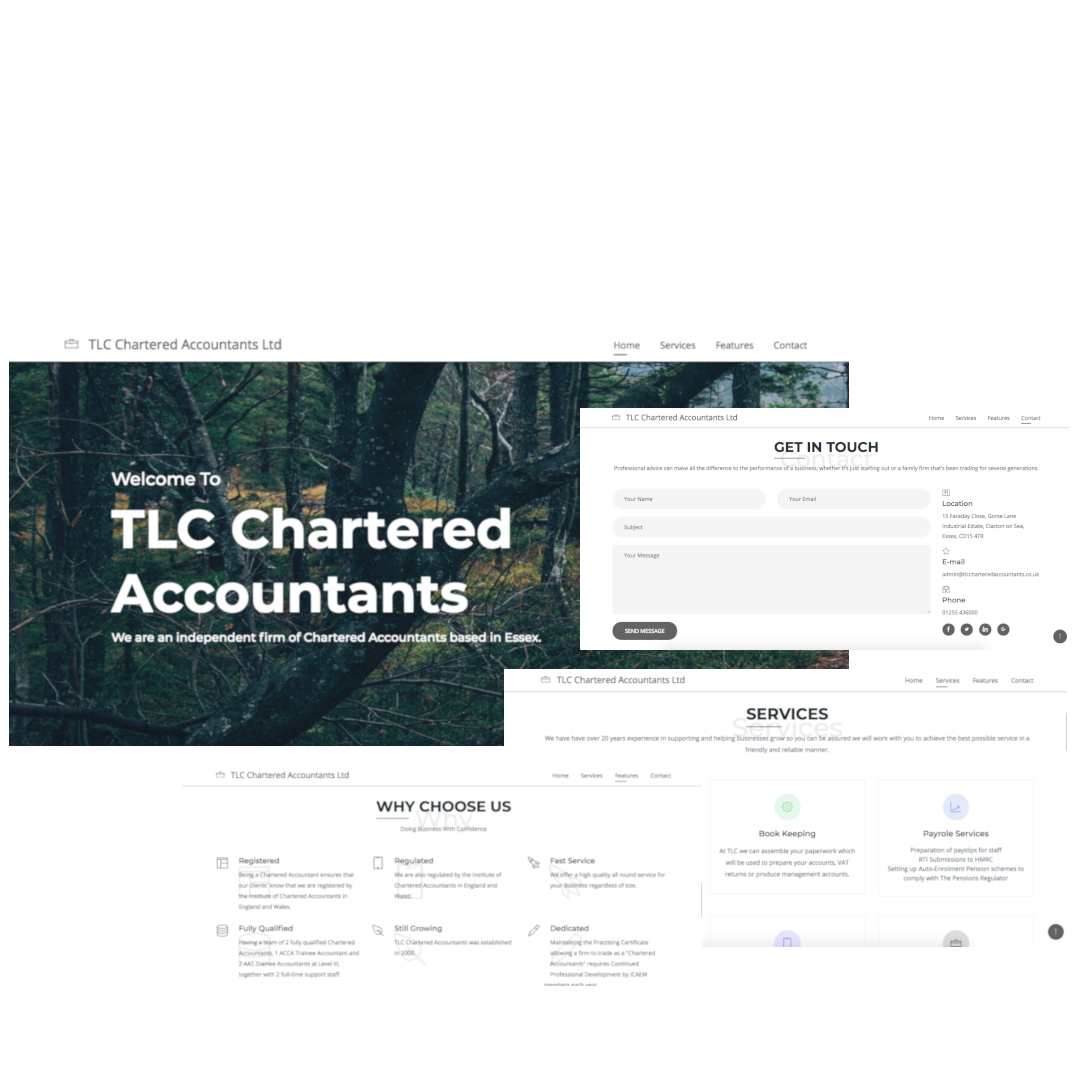 TLC Chartered Accountants Ltd
Home Services Features Contact
Welcome To
TLC Chartered
Accountants
We are an independent firm of Chartered Accountants based in Essex.
TLC Chartered Accountants Ltd
Home Services Features Contact
GET IN TOUCH
Contact
Professional advice can make all the difference to the performance of a business, whether it's just starting out or a family firm that's been trading for several generations.
Your Name
Your Email
Subject
Your Message
SEND MESSAGE
Location
15 Faraday Close, Gorse Lane
Industrial Estate, Clacton on Sea,
Essex, CO15 4TR
E-mail
admin@tlccharteredaccountants.co.uk
Phone
01255 436000
TLC Chartered Accountants Ltd
Home Services Features Contact
SERVICES
Services
We have have over 20 years experience in supporting and helping businesses grow so you can be assured we will work with you to achieve the best possible service in a
friendly and reliable manner.
Book Keeping
At TLC we can assemble your paperwork which
will be used to prepare your accounts, VAT
returns or produce management accounts.
Payrole Services
Preparation of payslips for staff
RTI Submissions to HMRC
Setting up Auto-Enrolment Pension schemes to
comply with The Pensions Regulator
TLC Chartered Accountants Ltd
Home Services Features Contact
WHY CHOOSE US
Why
Doing Business With Confidence
Registered
Being a Chartered Accountant ensures that
our clients' know that we are registered by
the Institute of Chartered Accountants in
England and Wales.
Regulated
We are also regulated by the Institute of
Chartered Accountants in England and
Wales.
Fast Service
We offer a high quality all round service for
your Business regardless of size.
Fully Qualified
Having a team of 2 fully qualified Chartered
Accountants, 1 ACCA Trainee Accountant and
2 AAT Trainee Accountants at Level III,
together with 2 full-time support staff.
Still Growing
TLC Chartered Accountants was established
in 2000.
Dedicated
Maintaining the Practising Certificate
allowing a firm to trade as a "Chartered
Accountants" requires Continued
Professional Development by ICAEW
members each year.